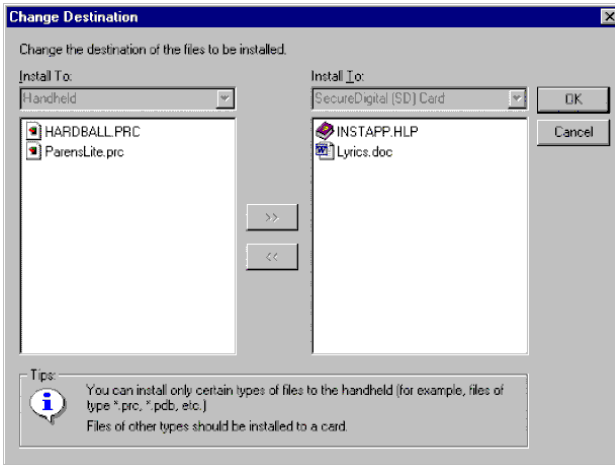 Change Destination
Change the destination of the files to be installed.
Install To:
Install To:
Handheld
SecureDigital (SD) Card
OK
HARDBALL.PRC
INSTAPP.HLP
Cancel
ParensLite.prc
Lyrics.doc
>>
<<
Tips:
You can install only certain types of files to the handheld (for example, files of
type *.prc, *.pdb, etc.)
Files of other types should be installed to a card.